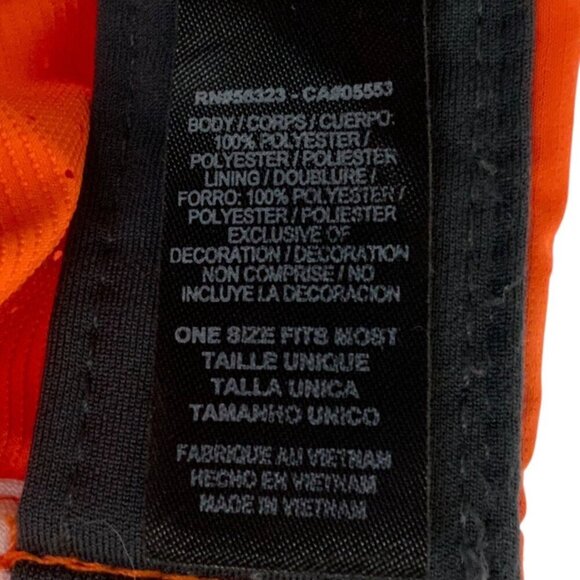 RN#56323 - CA#05553
BODY / CORPS / CUERPO:
100% POLYESTER /
POLYESTER / POLIESTER
LINING / DOUBLURE /
FORRO: 100% POLYESTER /
POLYESTER / POLIESTER
EXCLUSIVE OF
DECORATION / DECORATION
NON COMPRISE / NO
INCLUYE LA DECORACION
ONE SIZE FITS MOST
TAILLE UNIQUE
TALLA UNICA
TAMANHO UNICO
FABRIQUE AU VIETNAM
HECHO EN VIETNAM
MADE IN VIETNAM